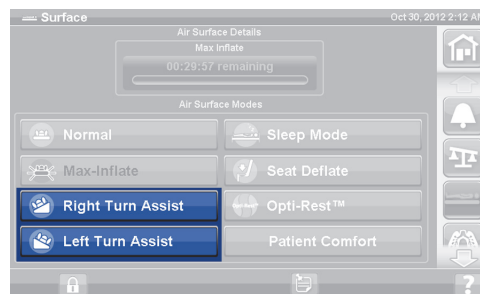 Surface
Oct 30, 2012 2:12 AM
Air Surface Details
Max Inflate
00:29:57 remaining
Air Surface Modes
Normal
Sleep Mode
Max-Inflate
Seat Deflate
Right Turn Assist
Opti-Rest™
Left Turn Assist
Patient Comfort
?